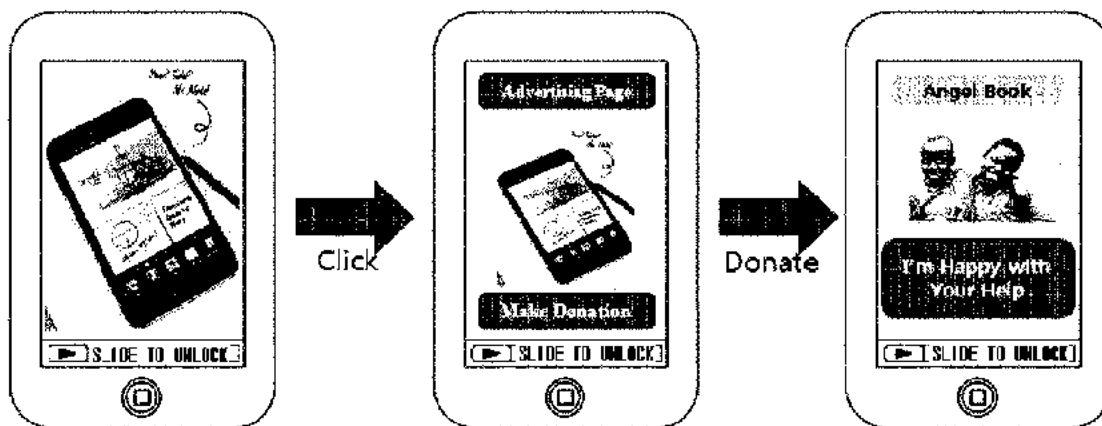 SLIDE TO UNLOCK
Click
Advertising Page
Make Donation
SLIDE TO UNLOCK
Donate
Angel Book
I'm Happy with
Your Help
SLIDE TO UNLOCK